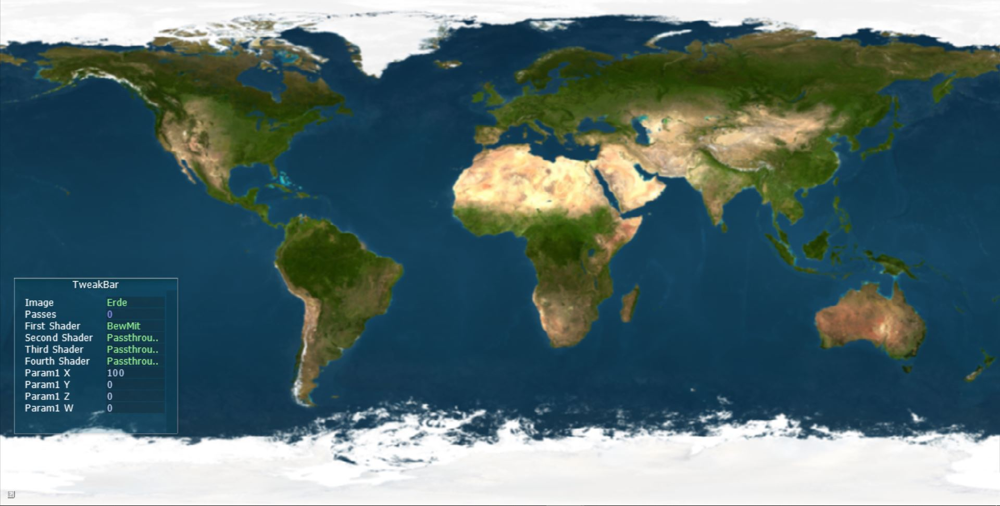 TweakBar
Image Erde
Passes 0
First Shader BewMit
Second Shader Passthrou..
Third Shader Passthrou..
Fourth Shader Passthrou..
Param1 X 100
Param1 Y 0
Param1 Z 0
Param1 W 0
?